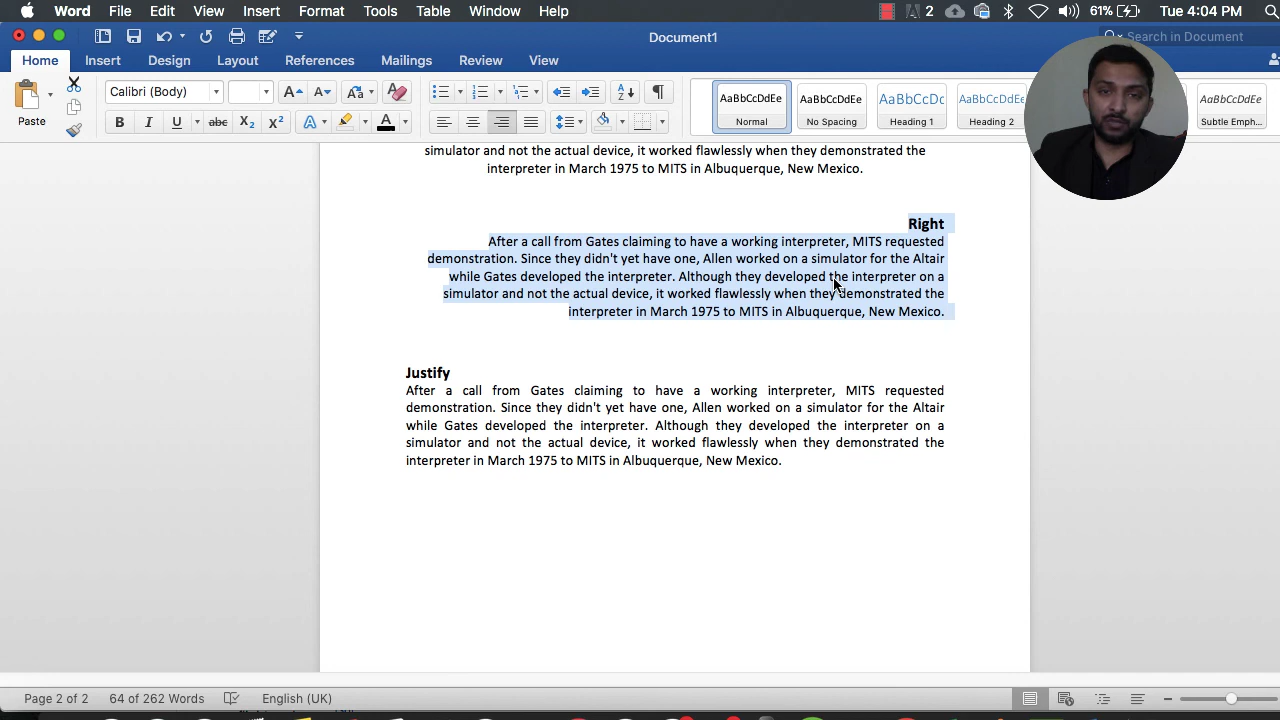 Word File Edit View Insert Format Tools Table Window Help 2 61% Tue 4:04 PM
Document1
Search in Document
Home Insert Design Layout References Mailings Review View
Paste
Calibri (Body)
A A Aa A
B I U abc X2 X2 A A
AaBbCcDdEe
Normal
AaBbCcDdEe
No Spacing
AaBbCcDc
Heading 1
AaBbCcDdEe
Heading 2
AaBbCcDdEe
Subtle Emph...
simulator and not the actual device, it worked flawlessly when they demonstrated the
interpreter in March 1975 to MITS in Albuquerque, New Mexico.
Right
After a call from Gates claiming to have a working interpreter, MITS requested
demonstration. Since they didn't yet have one, Allen worked on a simulator for the Altair
while Gates developed the interpreter. Although they developed the interpreter on a
simulator and not the actual device, it worked flawlessly when they demonstrated the
interpreter in March 1975 to MITS in Albuquerque, New Mexico.
Justify
After a call from Gates claiming to have a working interpreter, MITS requested
demonstration. Since they didn't yet have one, Allen worked on a simulator for the Altair
while Gates developed the interpreter. Although they developed the interpreter on a
simulator and not the actual device, it worked flawlessly when they demonstrated the
interpreter in March 1975 to MITS in Albuquerque, New Mexico.
Page 2 of 2 64 of 262 Words English (UK)